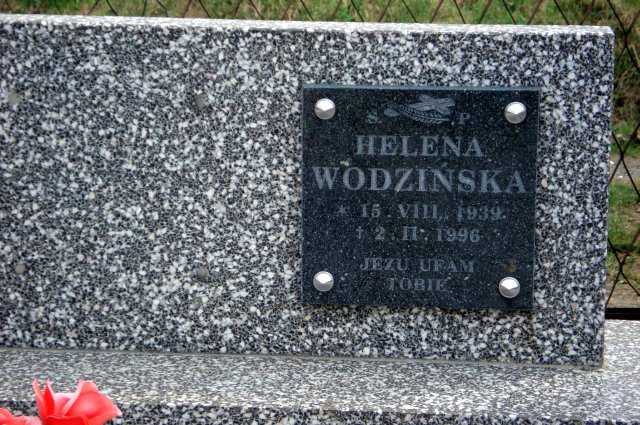 S P
HELENA
WODZIŃSKA
* 15. VIII. 1939.
† 2. II. 1996
JEZU UFAM
TOBIE